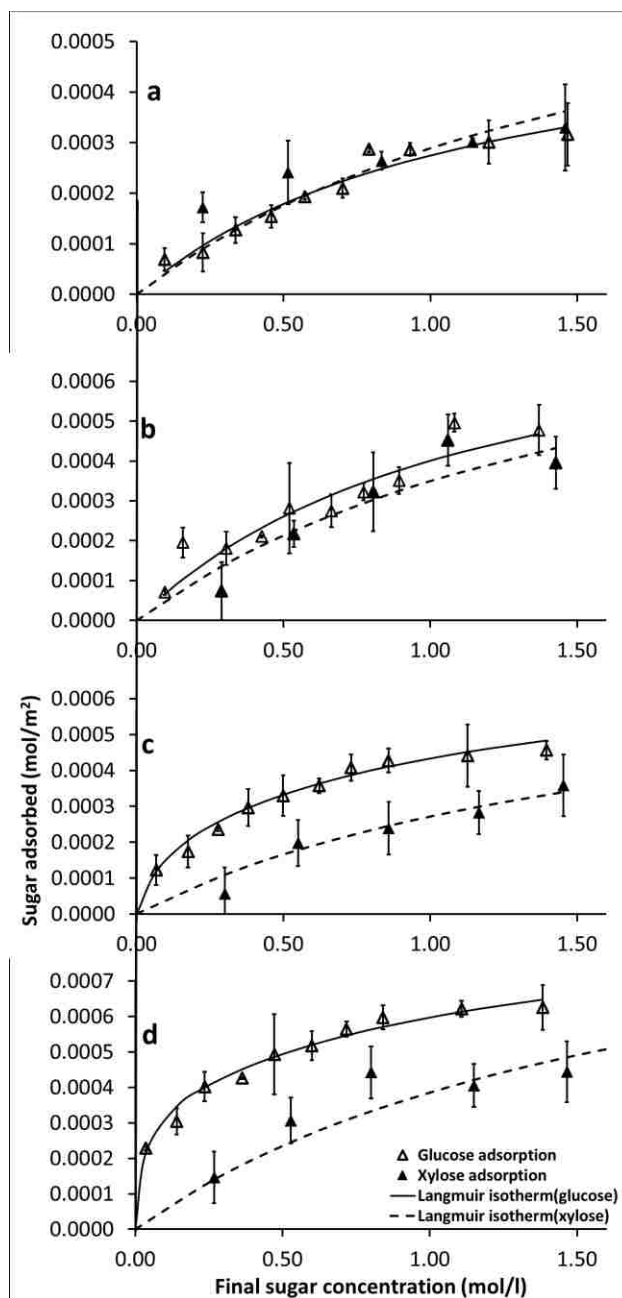 a
0.0005
0.0004
0.0003
0.0002
0.0001
0.0000
0.00 0.50 1.00 1.50
b
0.0006
0.0005
0.0004
0.0003
0.0002
0.0001
0.0000
0.00 0.50 1.00 1.50
Sugar adsorbed (mol/m²)
c
0.0006
0.0005
0.0004
0.0003
0.0002
0.0001
0.0000
0.00 0.50 1.00 1.50
d
0.0007
0.0006
0.0005
0.0004
0.0003
0.0002
0.0001
0.0000
Glucose adsorption
Xylose adsorption
Langmuir isotherm(glucose)
Langmuir isotherm(xylose)
0.00 0.50 1.00 1.50
Final sugar concentration (mol/l)